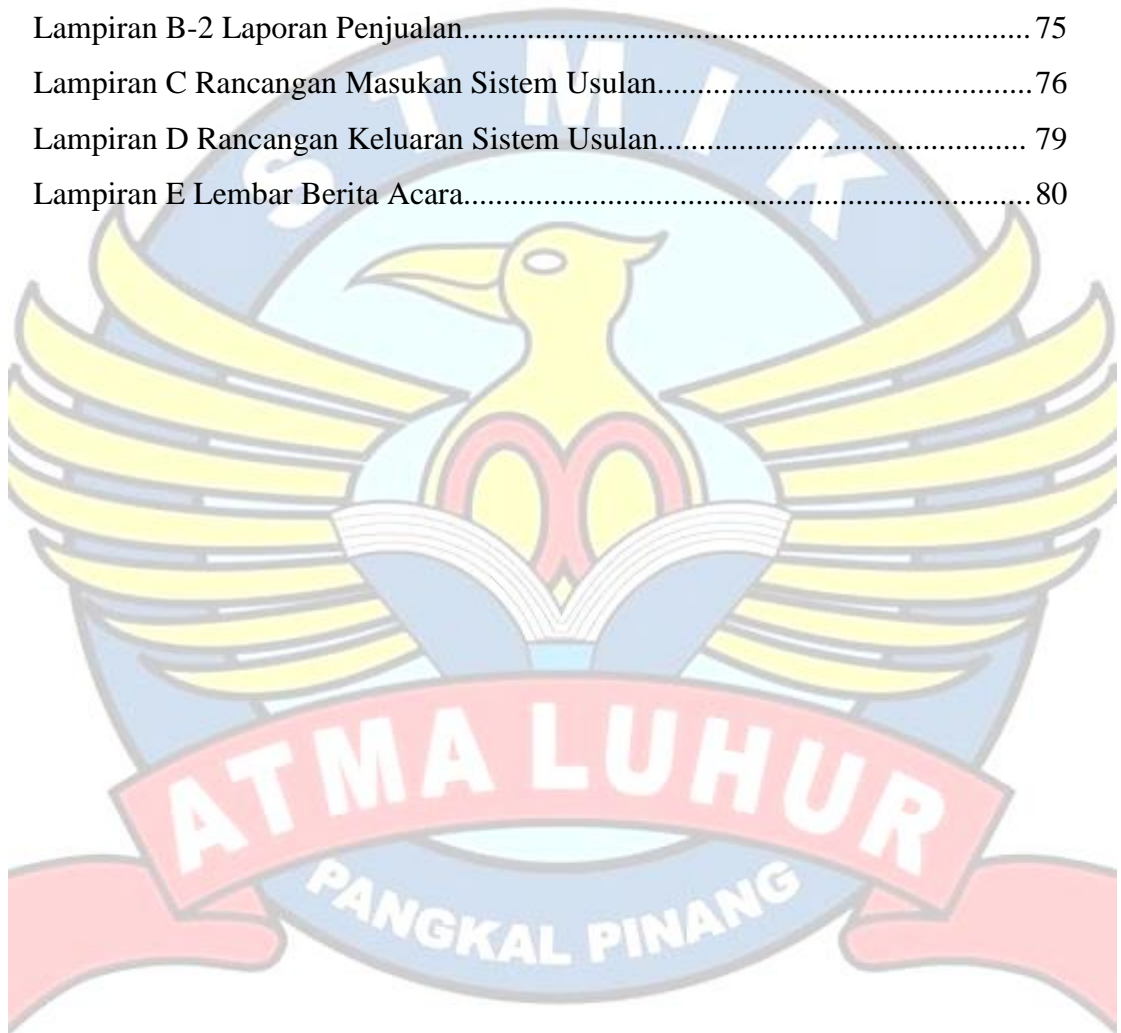 Lampiran B-2 Laporan Penjualan..................................................................... 75
Lampiran C Rancangan Masukan Sistem Usulan..............................................76
Lampiran D Rancangan Keluaran Sistem Usulan............................................. 79
Lampiran E Lembar Berita Acara.....................................................................80
STMIK
ATMA LUHUR
PANGKAL PINANG